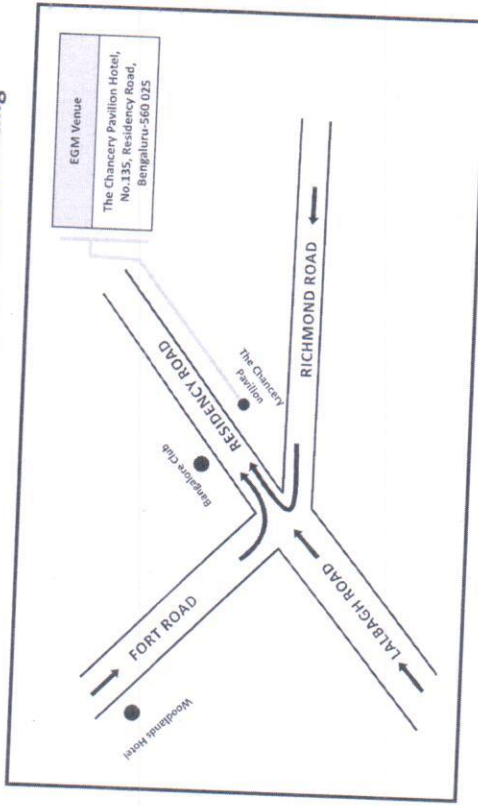 EGM Venue
The Chancery Pavilion Hotel,
No.135, Residency Road,
Bengaluru-560 025
RESIDENCY ROAD
The Chancery
Pavilion
Bangalore Club
RICHMOND ROAD
FORT ROAD
Woodlands Hotel
LALBAGH ROAD